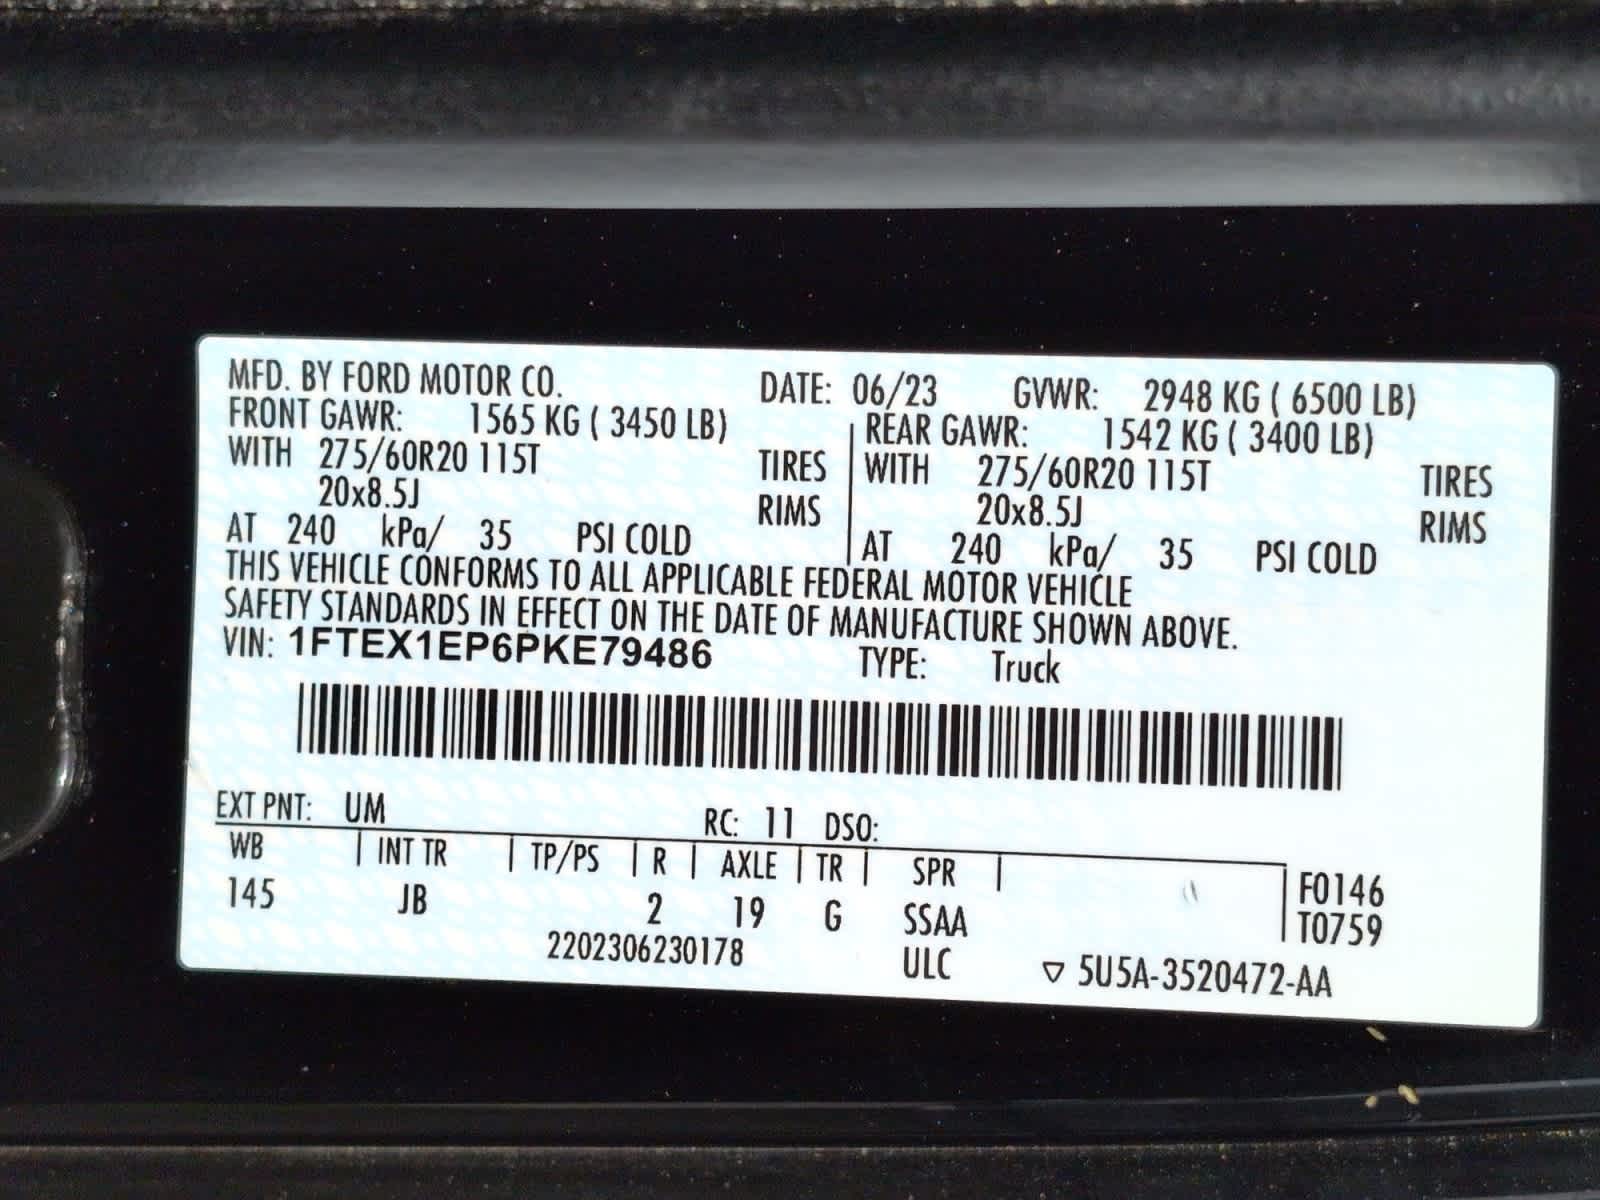 MFD. BY FORD MOTOR CO. DATE: 06/23 GVWR: 2948 KG ( 6500 LB)
FRONT GAWR: 1565 KG ( 3450 LB) REAR GAWR: 1542 KG ( 3400 LB)
WITH 275/60R20 115T TIRES WITH 275/60R20 115T TIRES
20x8.5J RIMS 20x8.5J RIMS
AT 240 kPa/ 35 PSI COLD AT 240 kPa/ 35 PSI COLD
THIS VEHICLE CONFORMS TO ALL APPLICABLE FEDERAL MOTOR VEHICLE
SAFETY STANDARDS IN EFFECT ON THE DATE OF MANUFACTURE SHOWN ABOVE.
VIN: 1FTEX1EP6PKE79486 TYPE: Truck
EXT PNT: UM RC: 11 DSO:
WB INT TR TP/PS R AXLE TR SPR F0146
145 JB 2 19 G SSAA T0759
2202306230178 ULC ▽ 5U5A-3520472-AA